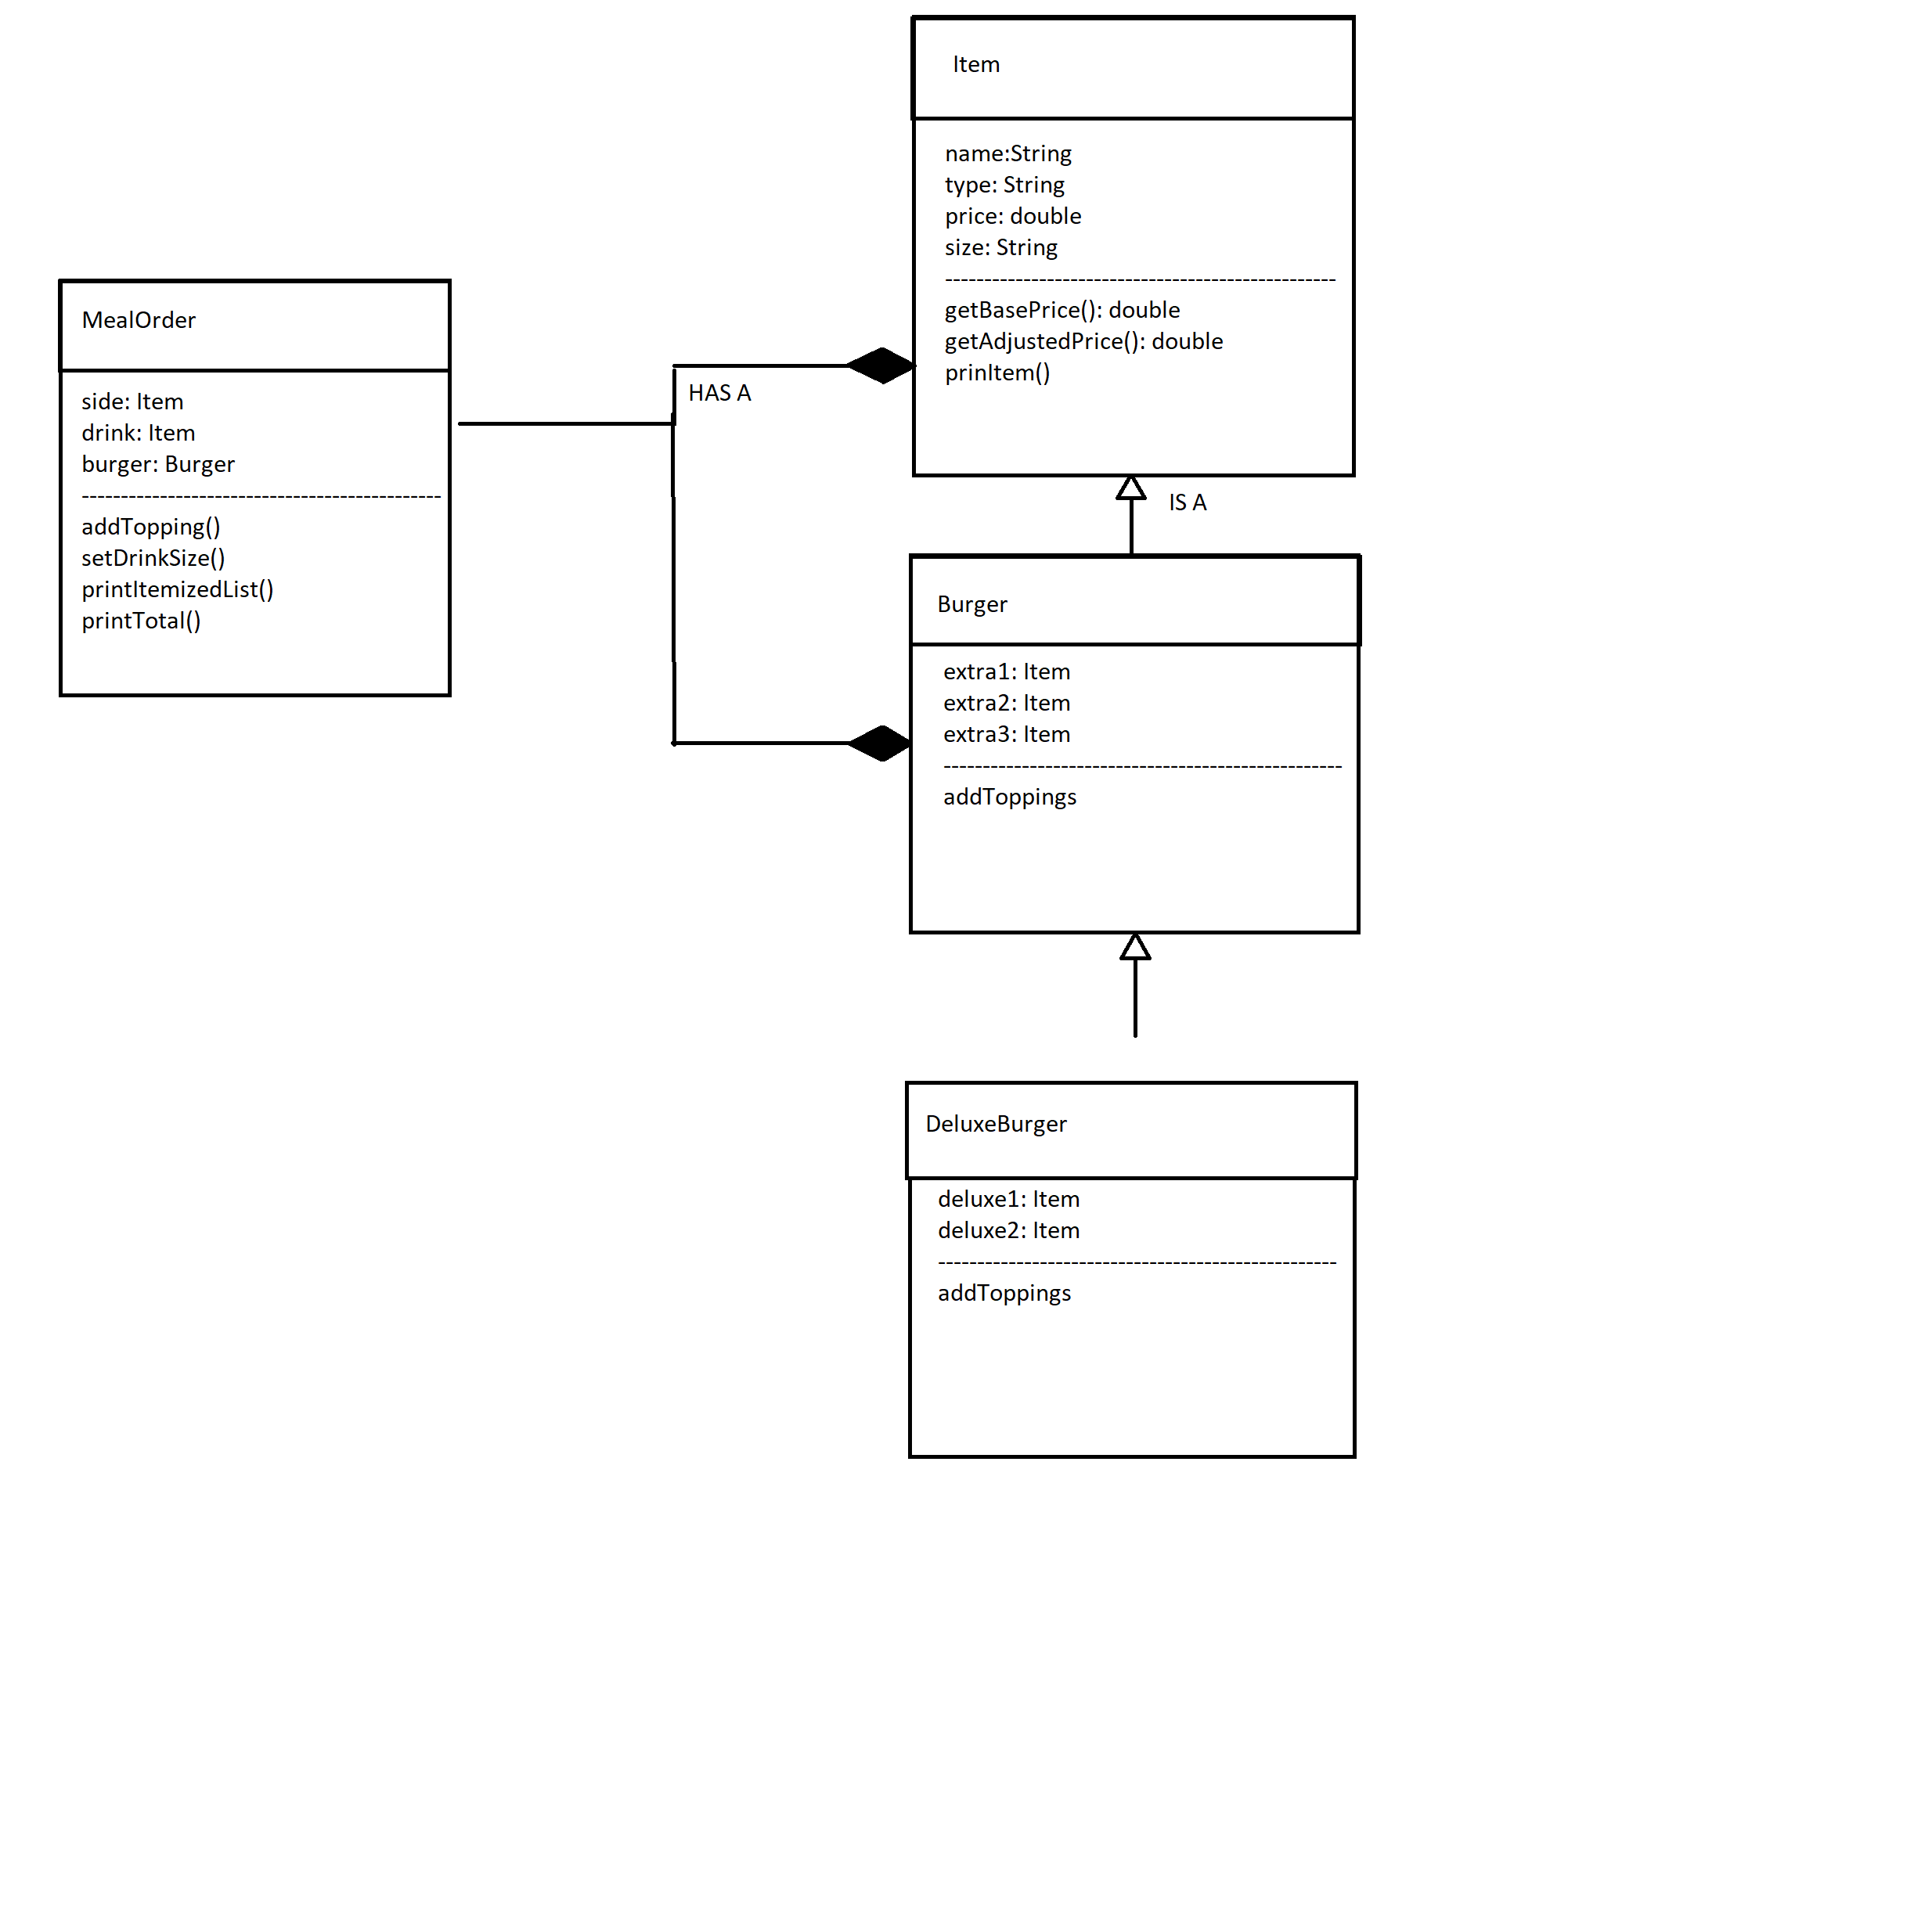 Item
name:String
type: String
price: double
size: String
--------------------------------------------------
getBasePrice(): double
getAdjustedPrice(): double
prinItem()
MealOrder
side: Item
drink: Item
burger: Burger
----------------------------------------------
addTopping()
setDrinkSize()
printItemizedList()
printTotal()
HAS A
IS A
Burger
extra1: Item
extra2: Item
extra3: Item
---------------------------------------------------
addToppings
DeluxeBurger
deluxe1: Item
deluxe2: Item
---------------------------------------------------
addToppings